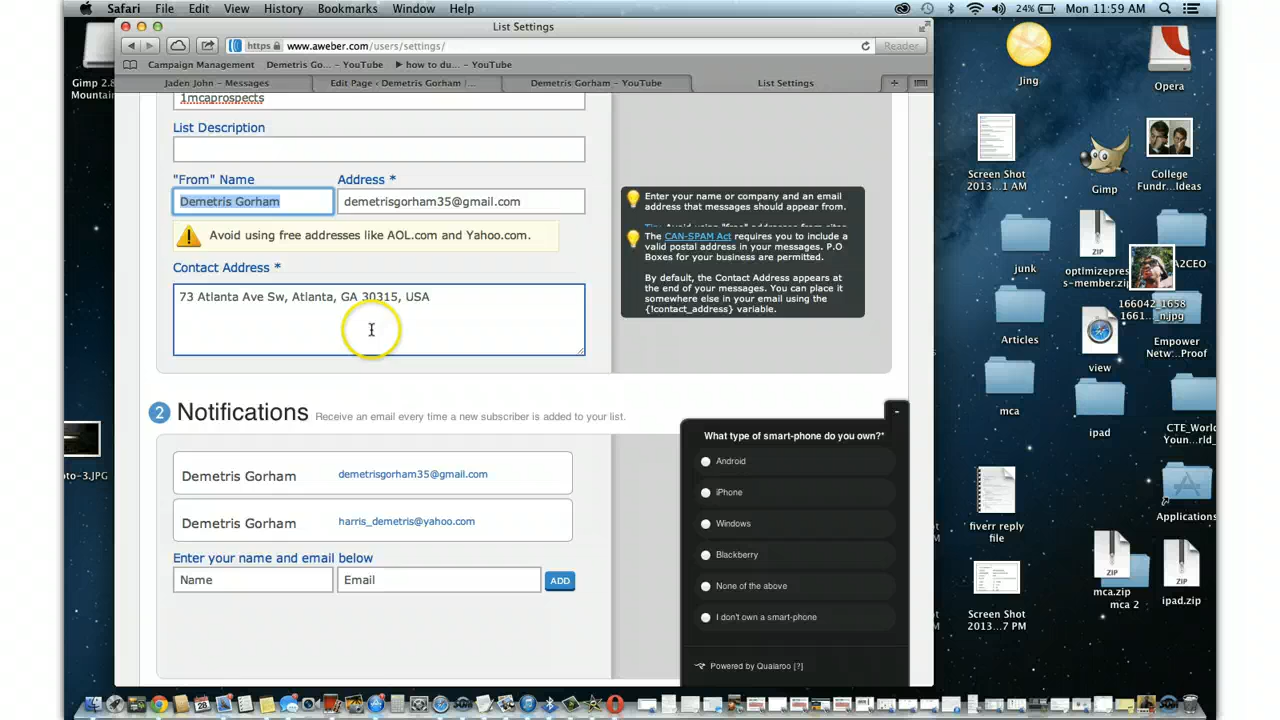 Safari File Edit View History Bookmarks Window Help 24% Mon 11:59 AM
List Settings
https www.aweber.com/users/settings/ Reader
Campaign Management Demetris Go... – YouTube how to du... – YouTube
Jaden John – Messages Edit Page ‹ Demetris Gorham | ... Demetris Gorham – YouTube List Settings +
1mcaprospects
List Description
"From" Name Address *
Demetris Gorham demetrisgorham35@gmail.com
Avoid using free addresses like AOL.com and Yahoo.com.
Contact Address *
73 Atlanta Ave Sw, Atlanta, GA 30315, USA
Enter your name or company and an email
address that messages should appear from.
The CAN-SPAM Act requires you to include a
valid postal address in your messages. P.O
Boxes for your business are permitted.
By default, the Contact Address appears at
the end of your messages. You can place it
somewhere else in your email using the
{!contact_address} variable.
2 Notifications Receive an email every time a new subscriber is added to your list.
Demetris Gorham demetrisgorham35@gmail.com
Demetris Gorham harris_demetris@yahoo.com
Enter your name and email below
Name Email ADD
What type of smart-phone do you own?*
Android
iPhone
Windows
Blackberry
None of the above
I don't own a smart-phone
Powered by Qualaroo [?]
Gimp 2.
Mountain
oto-3.JPG
Jing
Opera
Screen Shot
2013...1 AM
Gimp
College
Fundr...Ideas
junk
optimizepres
s-member.zip
A2CEO
166042_1658
1661..._n.jpg
Articles
view
Empower
Netw...Proof
mca
ipad
CTE_World
Youn...rld_
fiverr reply
file
Applications
Screen Shot
2013...7 PM
mca.zip
mca 2
ipad.zip